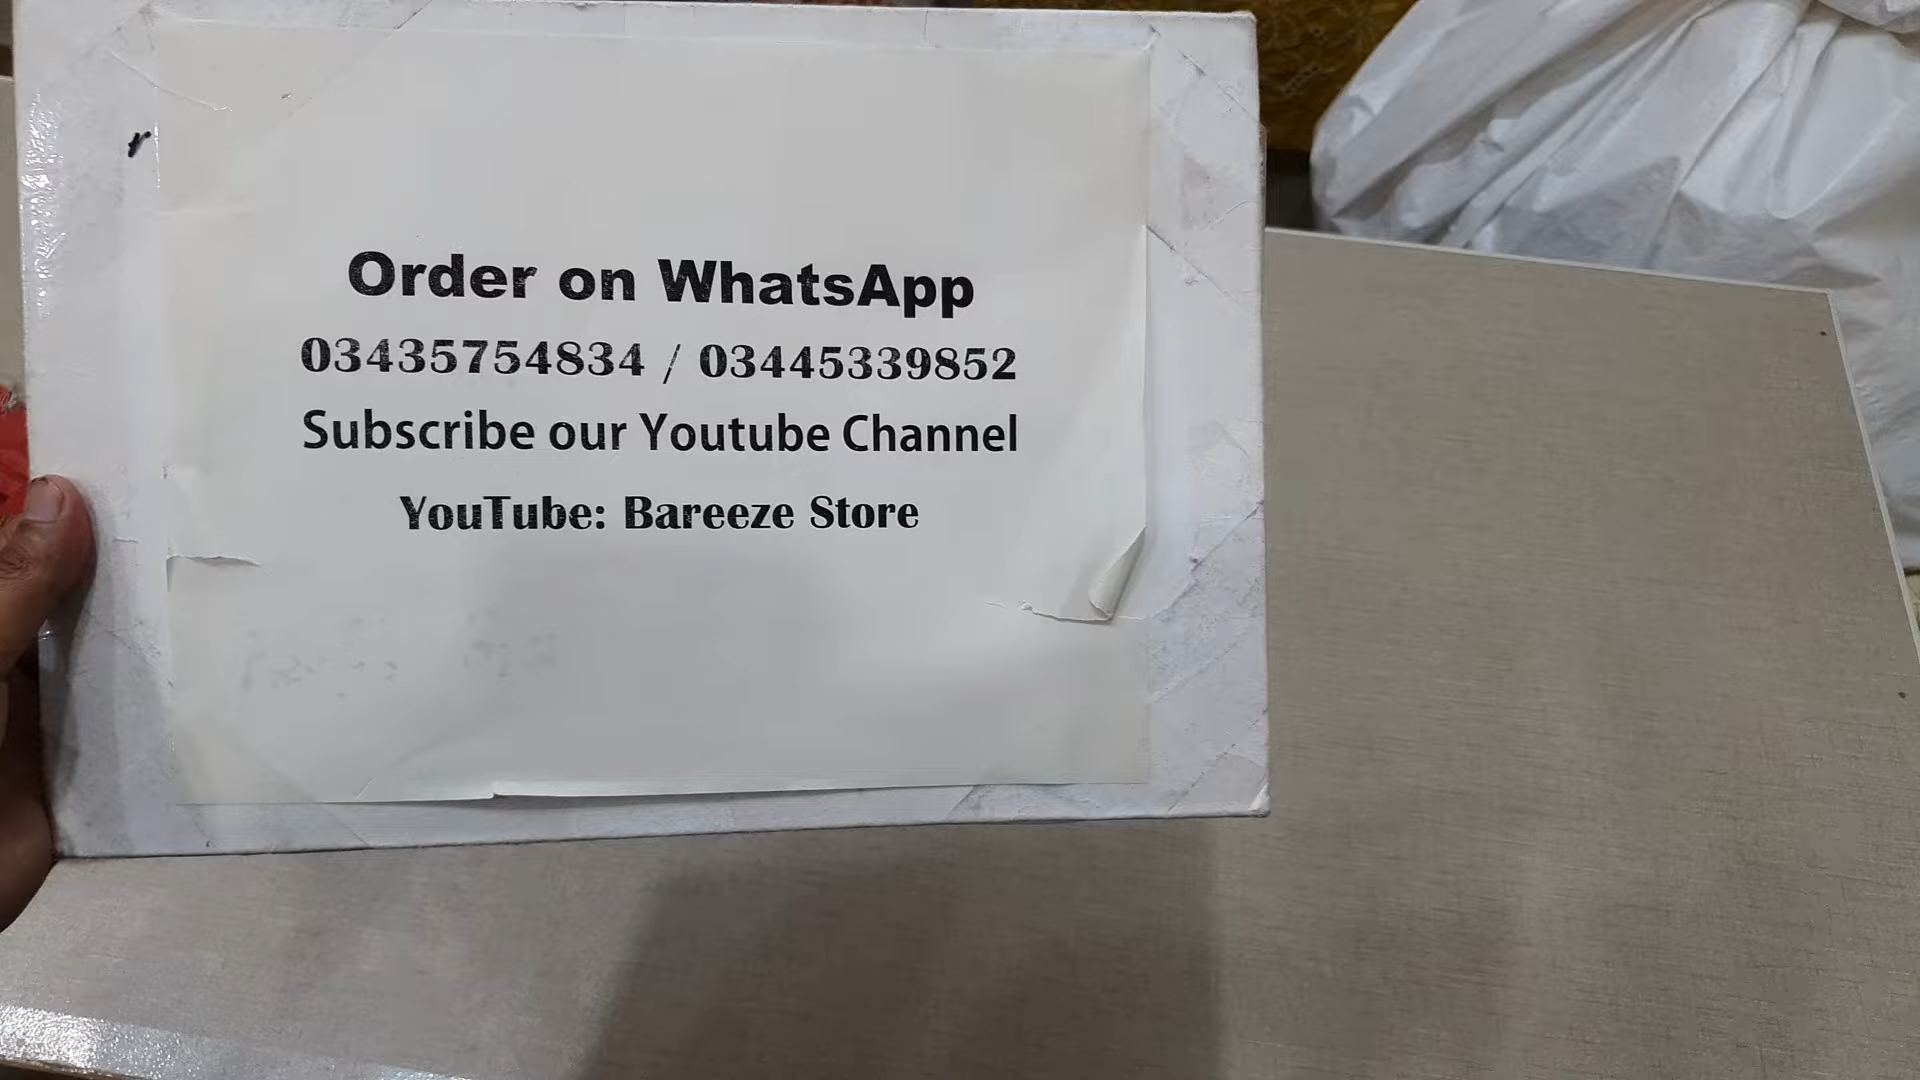 Order on WhatsApp
03435754834 / 03445339852
Subscribe our Youtube Channel
YouTube: Bareeze Store